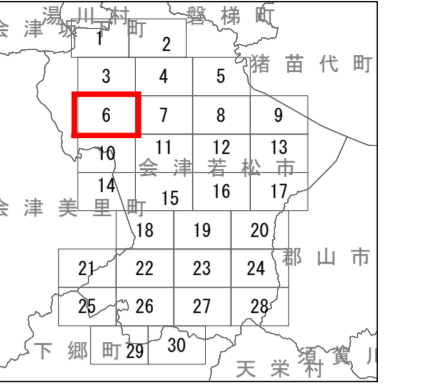 湯川村 磐梯町
会津坂下町
1 2
猪苗代町
3 4 5
6 7 8 9
10 11 12 13
会津若松市
14 15 16 17
会津美里町
18 19 20
郡山市
21 22 23 24
25 26 27 28
下郷町 29 30
天栄村 須賀川